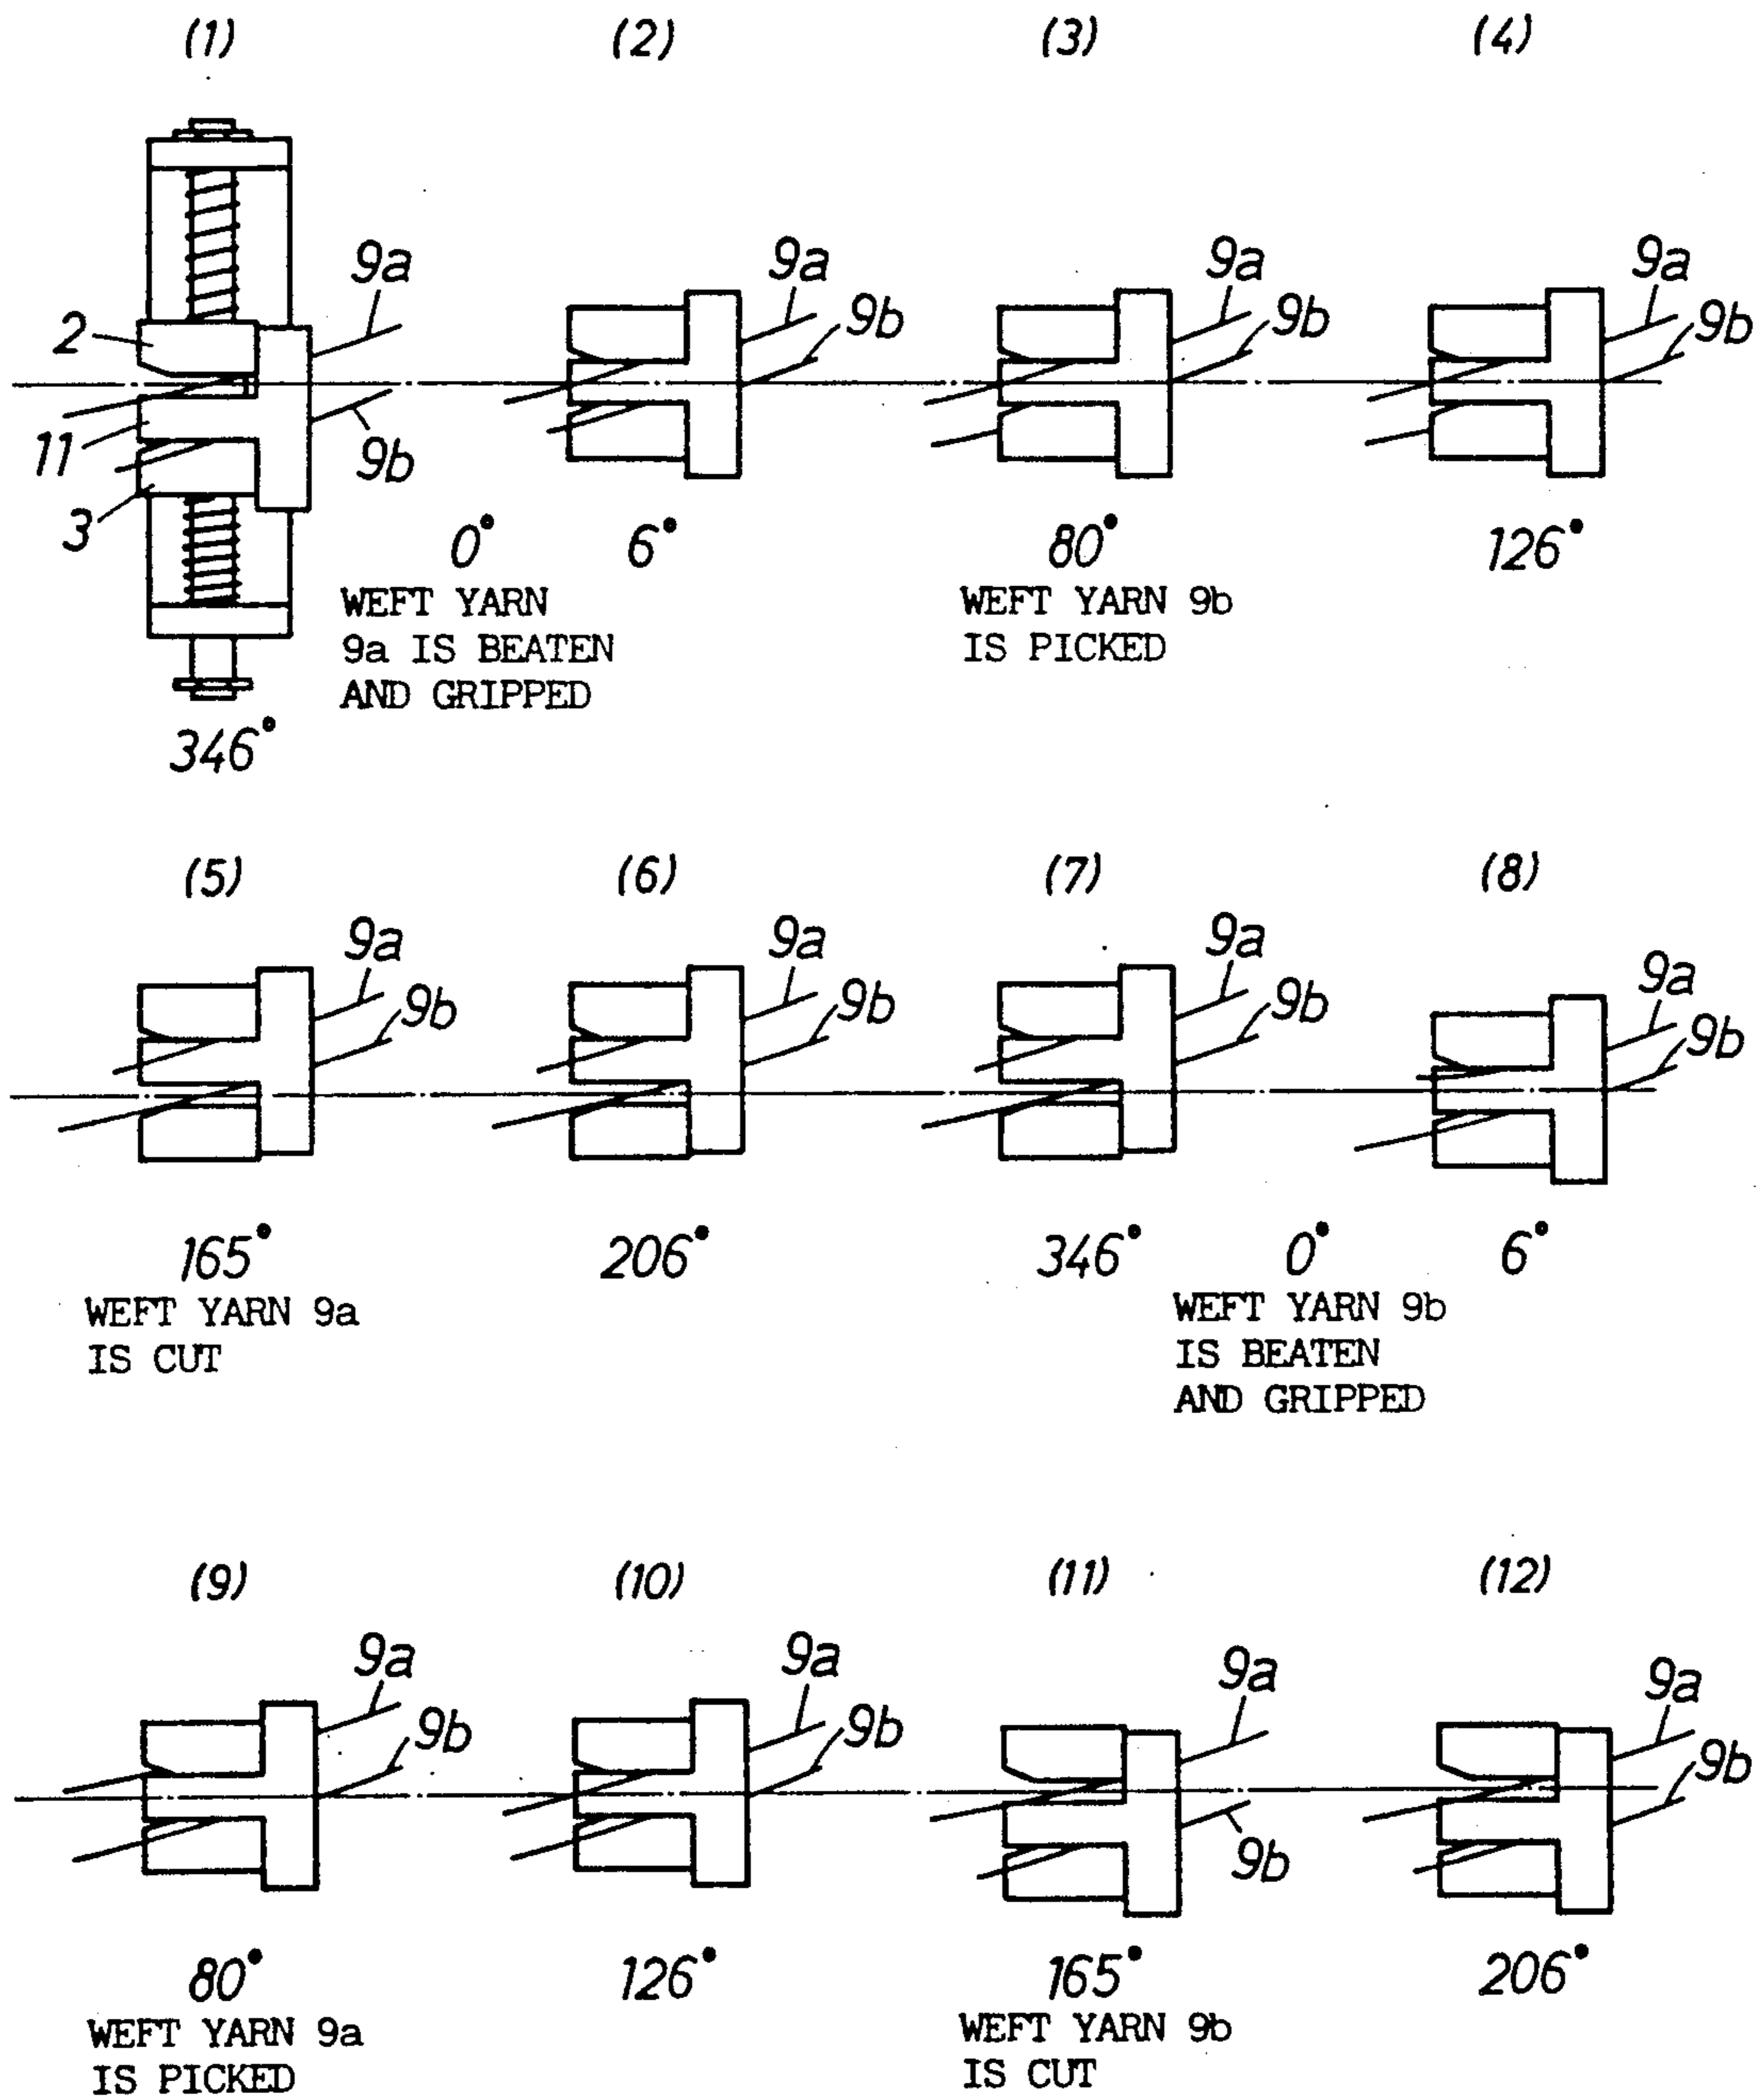 (1) (2) (3) (4)
9a 9a 9b 9a 9b 9a 9b
2
11
3
9b
0° 6° 80° 126°
WEFT YARN
9a IS BEATEN
AND GRIPPED
WEFT YARN 9b
IS PICKED
346°
(5) (6) (7) (8)
9a 9b 9a 9b 9a 9b 9a 9b
165° 206° 346° 0° 6°
WEFT YARN 9a
IS CUT
WEFT YARN 9b
IS BEATEN
AND GRIPPED
(9) (10) (11) (12)
9a 9b 9a 9b 9a 9b 9a 9b
80° 126° 165° 206°
WEFT YARN 9a
IS PICKED
WEFT YARN 9b
IS CUT